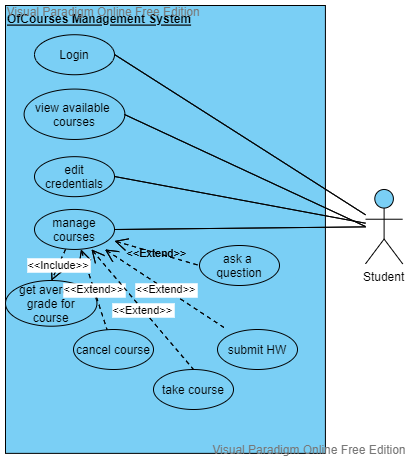 Visual Paradigm Online Free Edition
OfCourses Management System
Login
view available
courses
edit
credentials
manage
courses
Student
<<Extend>>
ask a
question
<<Include>>
get aver
grade for
course
<<Extend>>
<<Extend>>
<<Extend>>
cancel course
submit HW
take course
Visual Paradigm Online Free Edition